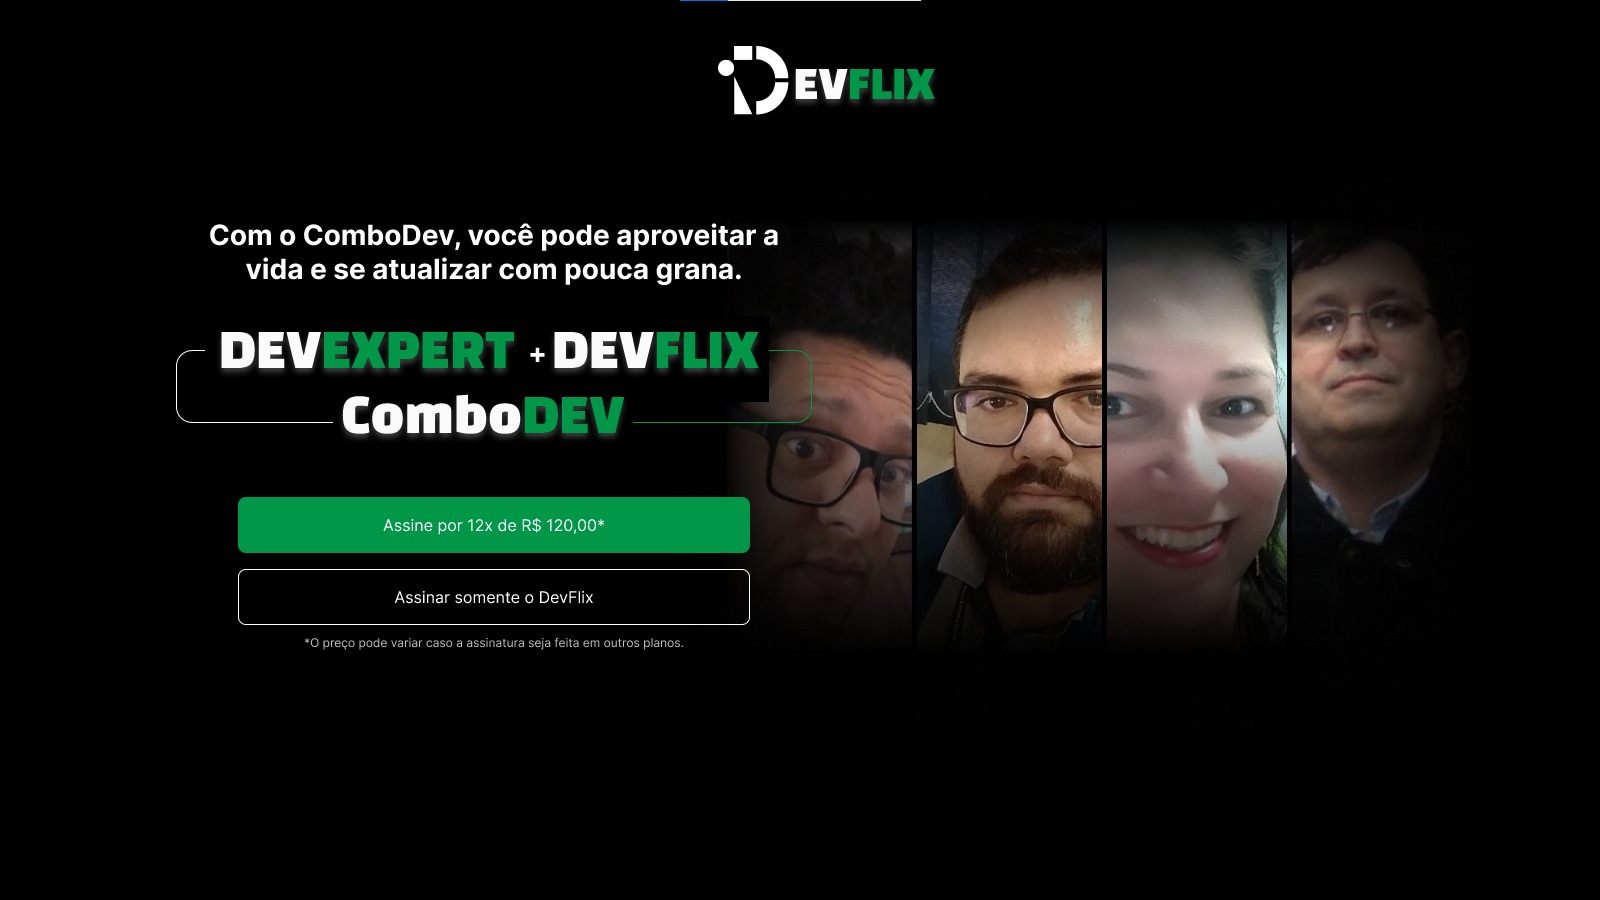 DEVFLIX
Com o ComboDev, você pode aproveitar a
vida e se atualizar com pouca grana.
DEVEXPERT + DEVFLIX
ComboDEV
Assine por 12x de R$ 120,00*
Assinar somente o DevFlix
*O preço pode variar caso a assinatura seja feita em outros planos.